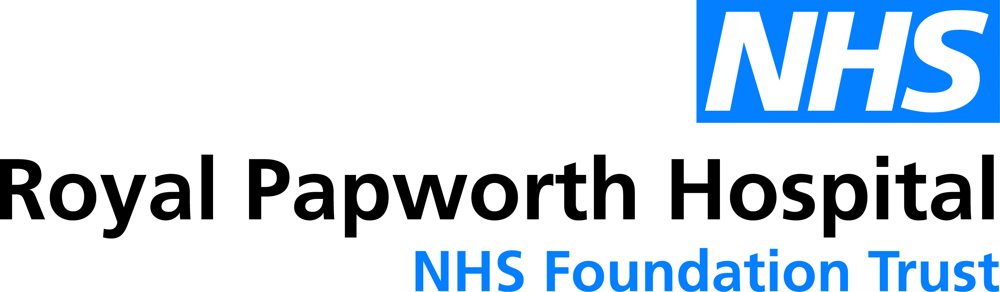 NHS
Royal Papworth Hospital
NHS Foundation Trust